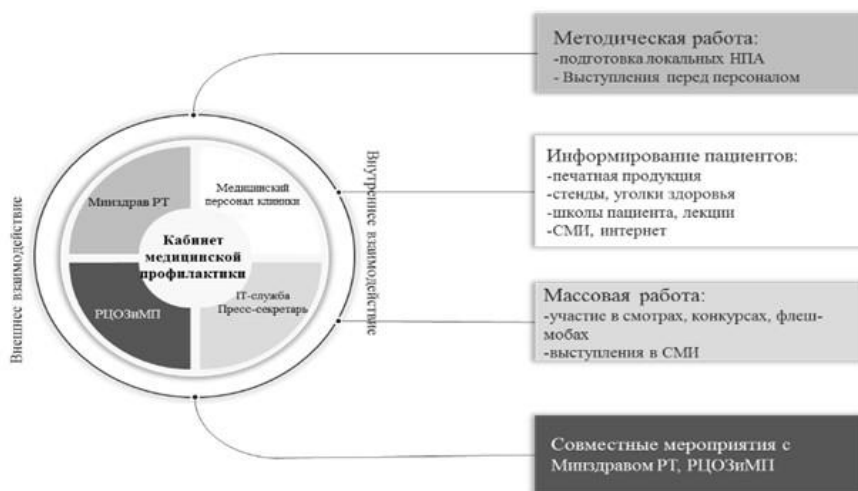 Внешнее взаимодействие
Минздрав РТ
Медицинский
персонал клиники
Кабинет
медицинской
профилактики
РЦОЗиМП
IT-служба
Пресс-секретарь
Внутреннее взаимодействие
Методическая работа:
-подготовка локальных НПА
- Выступления перед персоналом
Информирование пациентов:
-печатная продукция
-стенды, уголки здоровья
-школы пациента, лекции
-СМИ, интернет
Массовая работа:
-участие в смотрах, конкурсах, флеш-
мобах
-выступления в СМИ
Совместные мероприятия с
Минздравом РТ, РЦОЗиМП